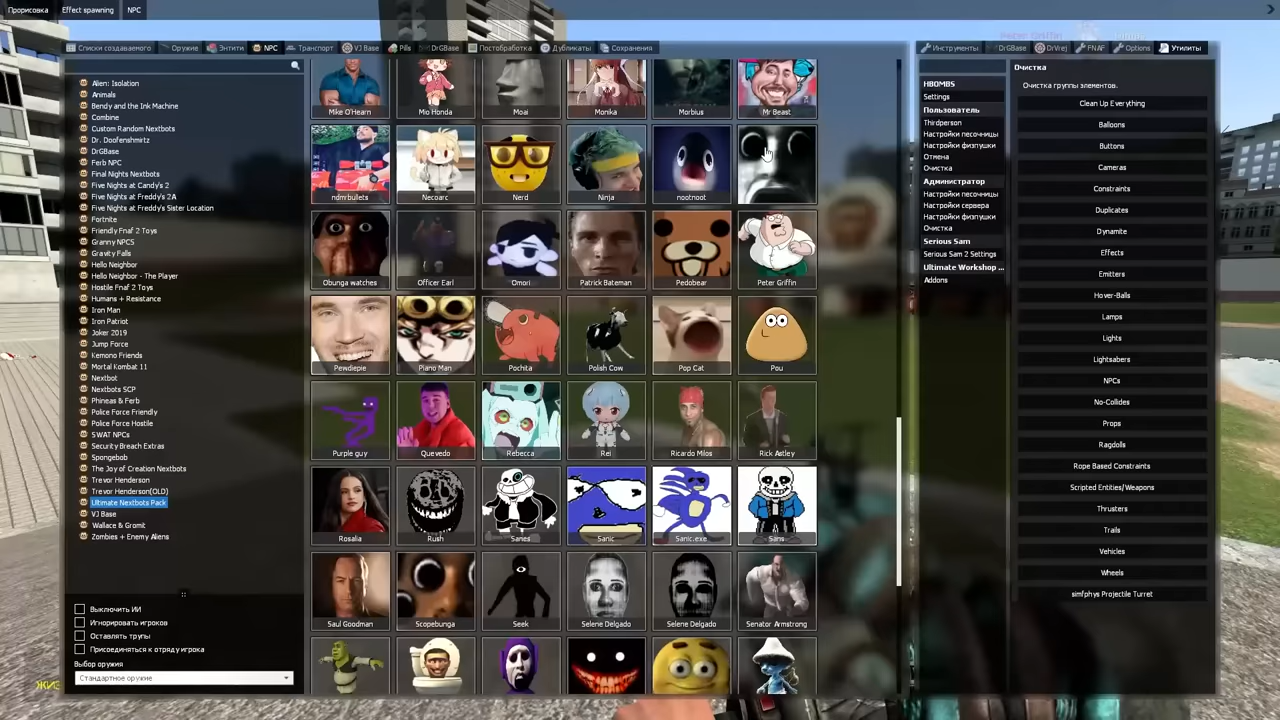 Прорисовка Effect spawning NPC
Списки создаваемого Оружие Энтити NPC Транспорт VJ Base Pills DrGBase Постобработка Дубликаты Сохранения
Инструменты DrGBase DrVrej FNAF Options Утилиты
Alien: Isolation
Animals
Bendy and the Ink Machine
Combine
Custom Random Nextbots
Dr. Doofenshmirtz
DrGBase
Ferb NPC
Final Nights Nextbots
Five Nights at Candy's 2
Five Nights at Freddy's 2A
Five Nights at Freddy's Sister Location
Fortnite
Friendly Fnaf 2 Toys
Granny NPCS
Gravity Falls
Hello Neighbor
Hello Neighbor - The Player
Hostile Fnaf 2 Toys
Humans + Resistance
Iron Man
Iron Patriot
Joker 2019
Jump Force
Kemono Friends
Mortal Kombat 11
Nextbot
Nextbots SCP
Phineas & Ferb
Police Force Friendly
Police Force Hostile
SWAT NPCs
Security Breach Extras
Spongebob
The Joy of Creation Nextbots
Trevor Henderson
Trevor Henderson(OLD)
Ultimate Nextbots Pack
VJ Base
Wallace & Gromit
Zombies + Enemy Aliens
Выключить ИИ
Игнорировать игроков
Оставлять трупы
Присоединяться к отряду игрока
Выбор оружия
Стандартное оружие
Mike O'Hearn Mio Honda Moai Monika Morbius Mr Beast
ndmrbullets Necoarc Nerd Ninja nootnoot
Obunga watches Officer Earl Omori Patrick Bateman Pedobear Peter Griffin
Pewdiepie Piano Man Pochita Polish Cow Pop Cat Pou
Purple guy Quevedo Rebecca Rei Ricardo Milos Rick Astley
Rosalia Rush Sanes Sanic Sanic.exe Sans
Saul Goodman Scopebunga Seek Selene Delgado Selene Delgado Senator Armstrong
HBOMBS
Settings
Пользователь
Thirdperson
Настройки песочницы
Настройки физпушки
Отмена
Очистка
Администратор
Настройки песочницы
Настройки сервера
Настройки физпушки
Очистка
Serious Sam
Serious Sam 2 Settings
Ultimate Workshop ...
Addons
Очистка
Очистка группы элементов.
Clean Up Everything
Balloons
Buttons
Cameras
Constraints
Duplicates
Dynamite
Effects
Emitters
Hover-Balls
Lamps
Lights
Lightsabers
NPCs
No-Collides
Props
Ragdolls
Rope Based Constraints
Scripted Entities/Weapons
Thrusters
Trails
Vehicles
Wheels
simfphys Projectile Turret